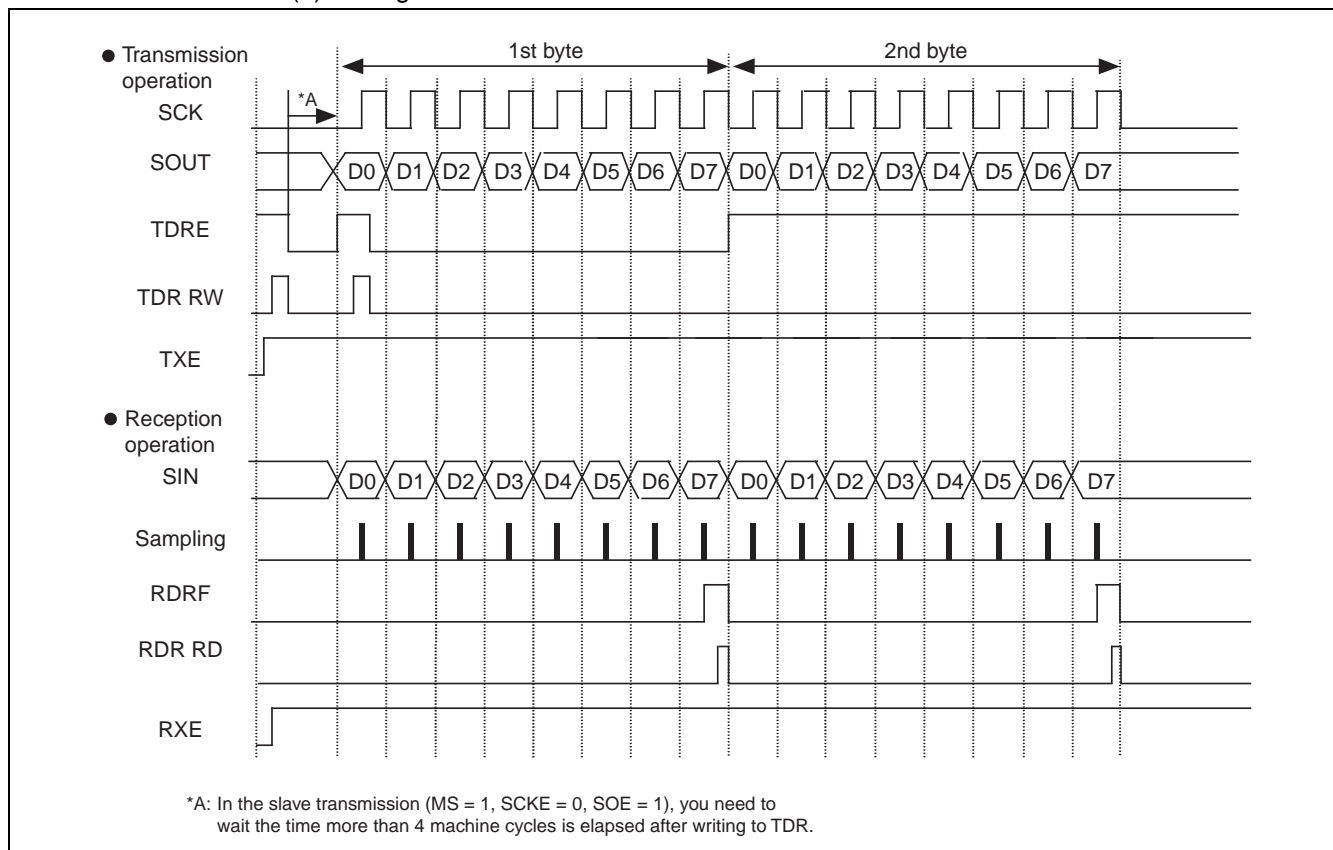 ● Transmission
operation
1st byte
2nd byte
*A
SCK
SOUT
D0 D1 D2 D3 D4 D5 D6 D7 D0 D1 D2 D3 D4 D5 D6 D7
TDRE
TDR RW
TXE
● Reception
operation
SIN
D0 D1 D2 D3 D4 D5 D6 D7 D0 D1 D2 D3 D4 D5 D6 D7
Sampling
RDRF
RDR RD
RXE
*A: In the slave transmission (MS = 1, SCKE = 0, SOE = 1), you need to
wait the time more than 4 machine cycles is elapsed after writing to TDR.